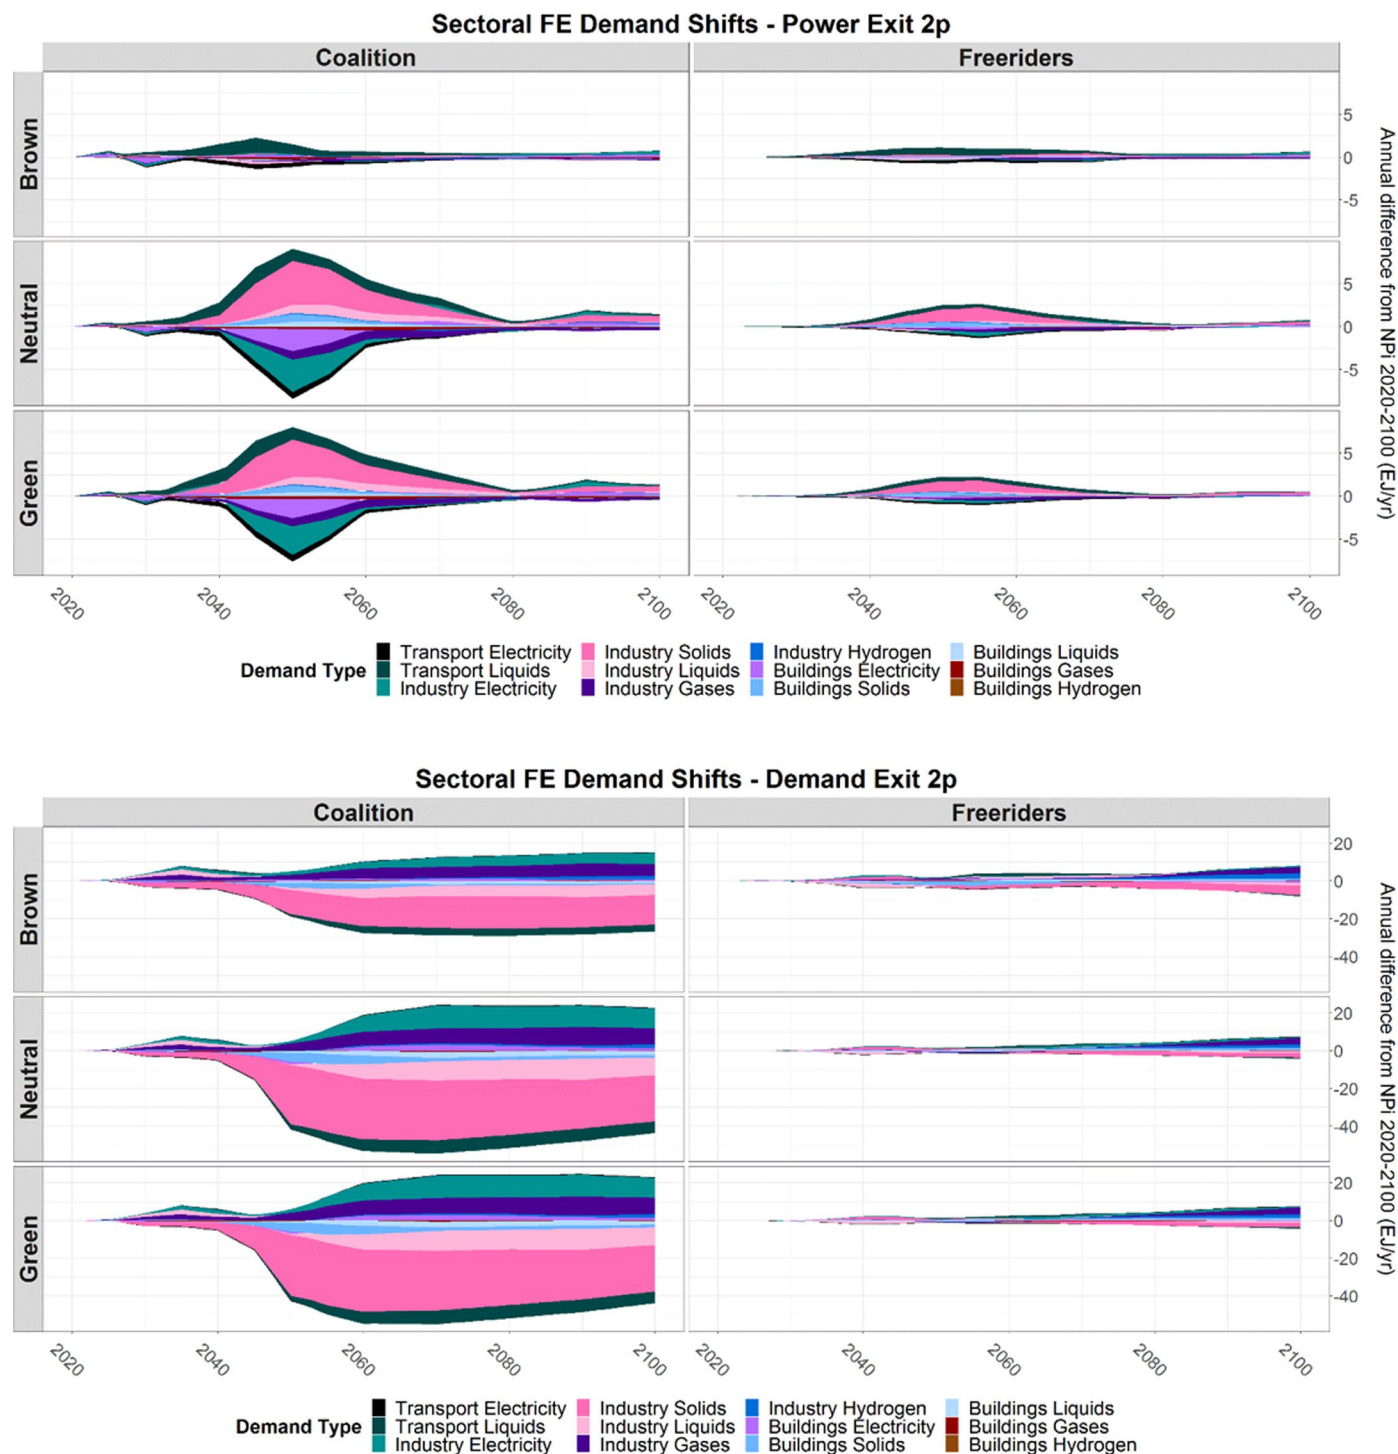 Sectoral FE Demand Shifts - Power Exit 2p
Coalition
Freeriders
Brown
5
0
-5
Neutral
5
0
-5
Green
5
0
-5
Annual difference from NPi 2020-2100 (EJ/yr)
2020 2040 2060 2080 2100 2020 2040 2060 2080 2100
Demand Type
Transport Electricity Industry Solids Industry Hydrogen Buildings Liquids
Transport Liquids Industry Liquids Buildings Electricity Buildings Gases
Industry Electricity Industry Gases Buildings Solids Buildings Hydrogen
Sectoral FE Demand Shifts - Demand Exit 2p
Coalition
Freeriders
Brown
20
0
-20
-40
Neutral
20
0
-20
-40
Green
20
0
-20
-40
Annual difference from NPi 2020-2100 (EJ/yr)
2020 2040 2060 2080 2100 2020 2040 2060 2080 2100
Demand Type
Transport Electricity Industry Solids Industry Hydrogen Buildings Liquids
Transport Liquids Industry Liquids Buildings Electricity Buildings Gases
Industry Electricity Industry Gases Buildings Solids Buildings Hydrogen